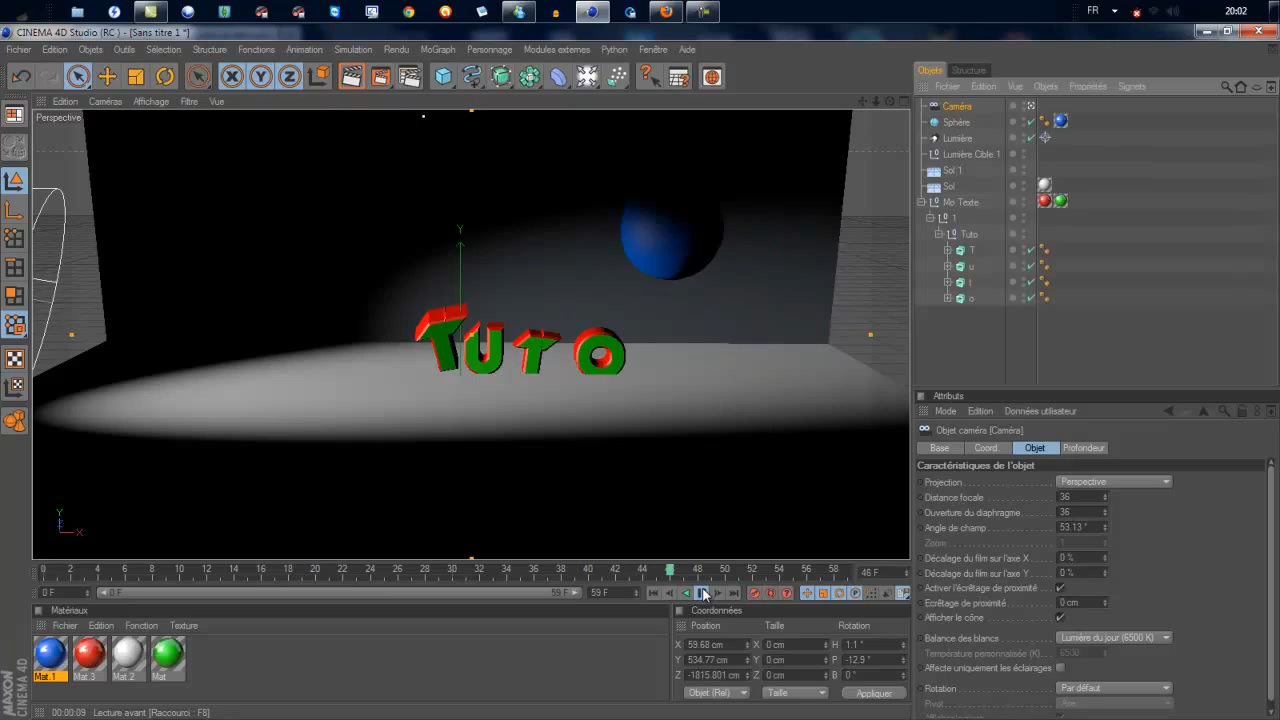 FR 20:02
CINEMA 4D Studio (RC) - [Sans titre 1 *]
Fichier Edition Objets Outils Sélection Structure Fonctions Animation Simulation Rendu MoGraph Personnage Modules externes Python Fenêtre Aide
X Y Z
Objets Structure
Fichier Edition Vue Objets Propriétés Signets
Edition Caméras Affichage Filtre Vue
Perspective
Caméra
Sphère
Lumière
Lumière Cible.1
Sol.1
Sol
Mo Texte
1
Tuto
T
u
t
o
Y
TUTO
Y
Z
X
Attributs
Mode Edition Données utilisateur
Objet caméra [Caméra]
Base Coord. Objet Profondeur
Caractéristiques de l'objet
Projection Perspective
Distance focale 36
Ouverture du diaphragme 36
Angle de champ 53.13 °
Zoom 1
Décalage du film sur l'axe X 0 %
Décalage du film sur l'axe Y 0 %
Activer l'écrêtage de proximité
Ecrêtage de proximité 0 cm
Afficher le cône
Balance des blancs Lumière du jour (6500 K)
Température personnalisée (K) 6500
Affecte uniquement les éclairages
Rotation Par défaut
Pivot
0 2 4 6 8 10 12 14 16 18 20 22 24 26 28 30 32 34 36 38 40 42 44 48 50 52 54 56 58 46 F
0 F 0 F 59 F 59 F
Matériaux
Fichier Edition Fonction Texture
Mat.1 Mat.3 Mat.2 Mat
Coordonnées
Position Taille Rotation
X 59.68 cm X 0 cm H 1.1 °
Y 534.77 cm Y 0 cm P -12.9 °
Z -1815.801 cm Z 0 cm B 0 °
Objet (Rel) Taille Appliquer
MAXON
CINEMA 4D
00:00:09 Lecture avant [Raccourci : F8]